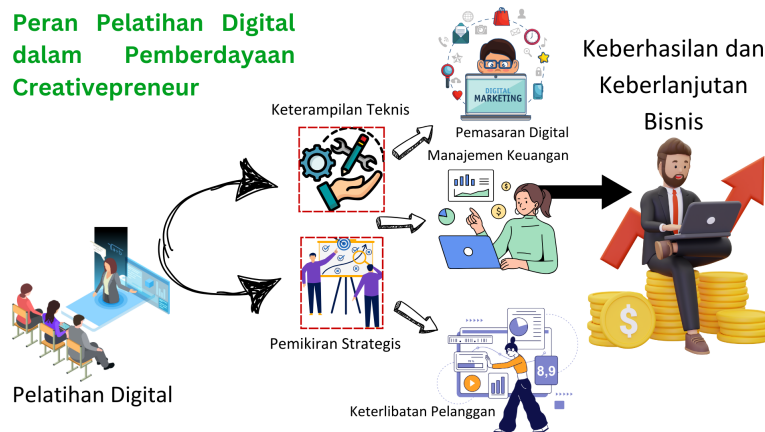 Peran Pelatihan Digital
dalam Pemberdayaan
Creativepreneur
Keterampilan Teknis
DIGITAL
MARKETING
Pemasaran Digital
Manajemen Keuangan
Keberhasilan dan
Keberlanjutan
Bisnis
Pemikiran Strategis
Pelatihan Digital
8,9
Keterlibatan Pelanggan